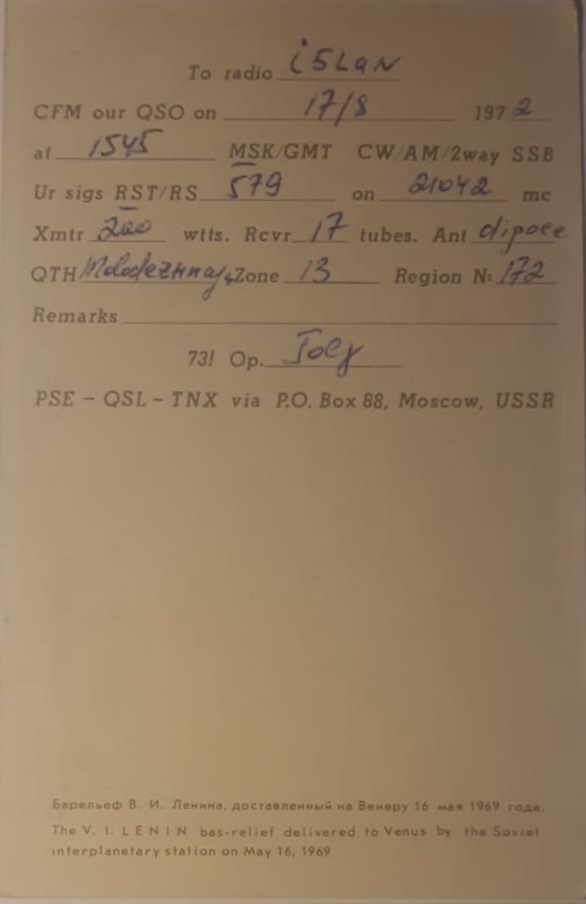 To radio i5LAN
CFM our QSO on 17/8 1972
at 1545 MSK/GMT CW/AM/2way SSB
Ur sigs RST/RS 579 on 21042 mc
Xmtr 200 wtts. Rcvr 17 tubes. Ant dipole
QTH Molodezhnaj, Zone 13 Region N: 172
Remarks
73! Op.
PSE - QSL - TNX via P.O. Box 88, Moscow, USSR
Барельеф В. И. Ленина, доставленный на Венеру 16 мая 1969 года.
The V. I. LENIN bas-relief delivered to Venus by the Soviet
interplanetary station on May 16, 1969